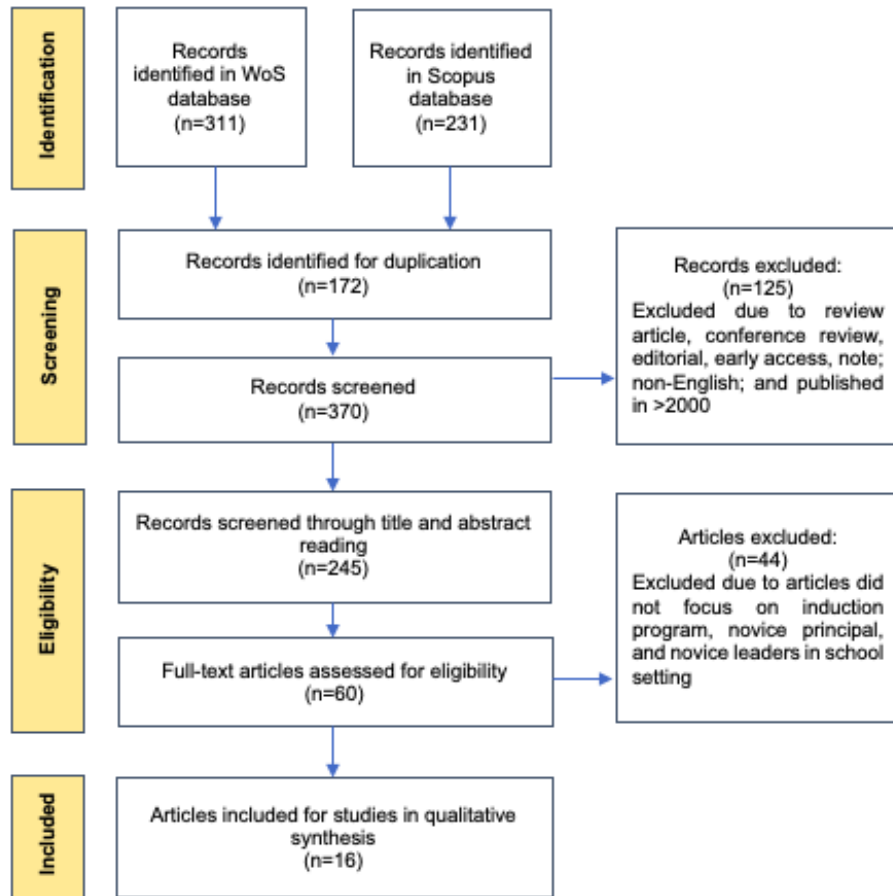 Identification
Records
identified in WoS
database
(n=311)
Records identified
in Scopus
database
(n=231)
Screening
Records identified for duplication
(n=172)
Records screened
(n=370)
Records excluded:
(n=125)
Excluded due to review
article, conference review,
editorial, early access, note;
non-English; and published
in >2000
Eligibility
Records screened through title and abstract
reading
(n=245)
Full-text articles assessed for eligibility
(n=60)
Articles excluded:
(n=44)
Excluded due to articles did
not focus on induction
program, novice principal,
and novice leaders in school
setting
Included
Articles included for studies in qualitative
synthesis
(n=16)